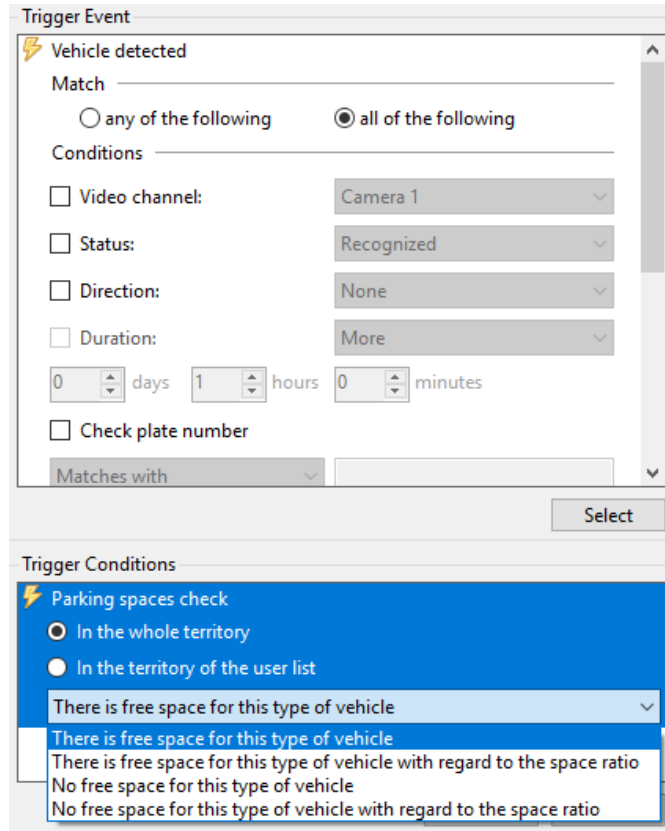 Trigger Event
Vehicle detected
Match
any of the following all of the following
Conditions
Video channel: Camera 1
Status: Recognized
Direction: None
Duration: More
0 days 1 hours 0 minutes
Check plate number
Matches with
Select
Trigger Conditions
Parking spaces check
In the whole territory
In the territory of the user list
There is free space for this type of vehicle
There is free space for this type of vehicle
There is free space for this type of vehicle with regard to the space ratio
No free space for this type of vehicle
No free space for this type of vehicle with regard to the space ratio